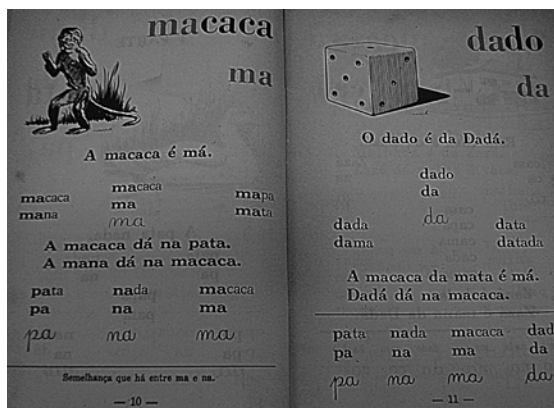 macaca
ma
A macaca é má.
macaca
macaca mapa
ma
mana mata
ma
A macaca dá na pata.
A mana dá na macaca.
pata nada macaca
pa na ma
pa na ma
Semelhança que há entre ma e na.
— 10 —
dado
da
O dado é da Dadá.
dado
da
dada da data
dama datada
A macaca da mata é má.
Dadá dá na macaca.
pata nada macaca dad
pa na ma da
pa na ma da
— 11 —